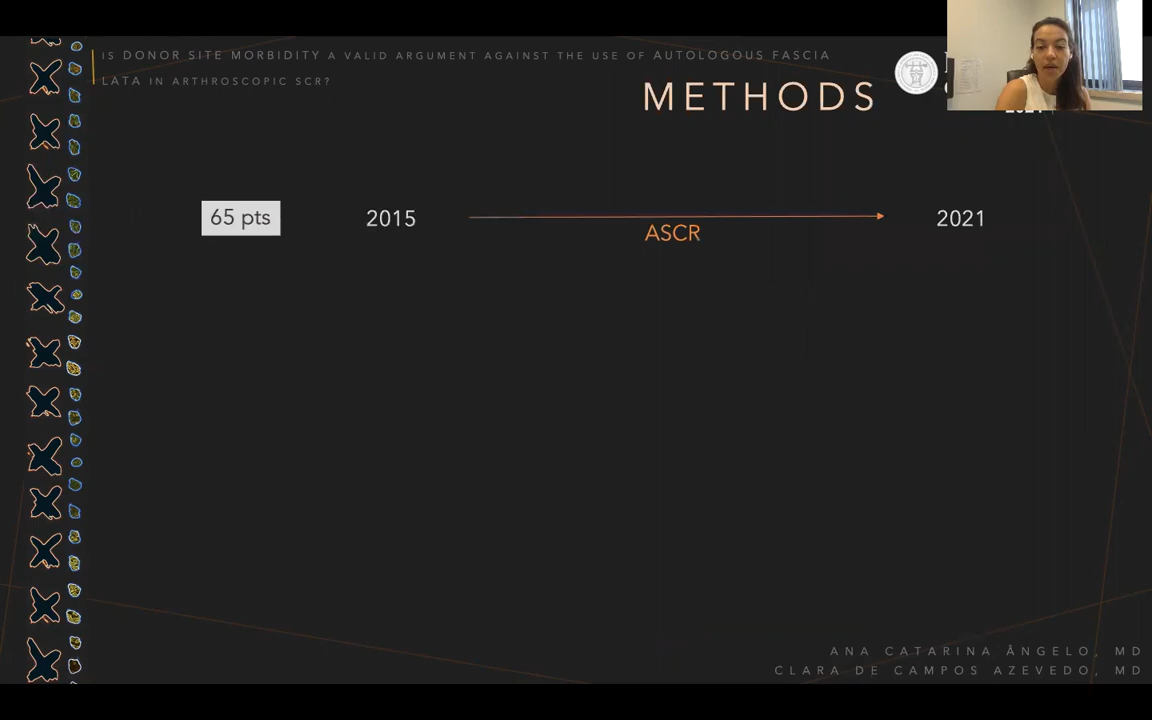 IS DONOR SITE MORBIDITY A VALID ARGUMENT AGAINST THE USE OF AUTOLOGOUS FASCIA
LATA IN ARTHROSCOPIC SCR?
METHODS
65 pts
2015
ASCR
2021
ANA CATARINA ÂNGELO, MD
CLARA DE CAMPOS AZEVEDO, MD